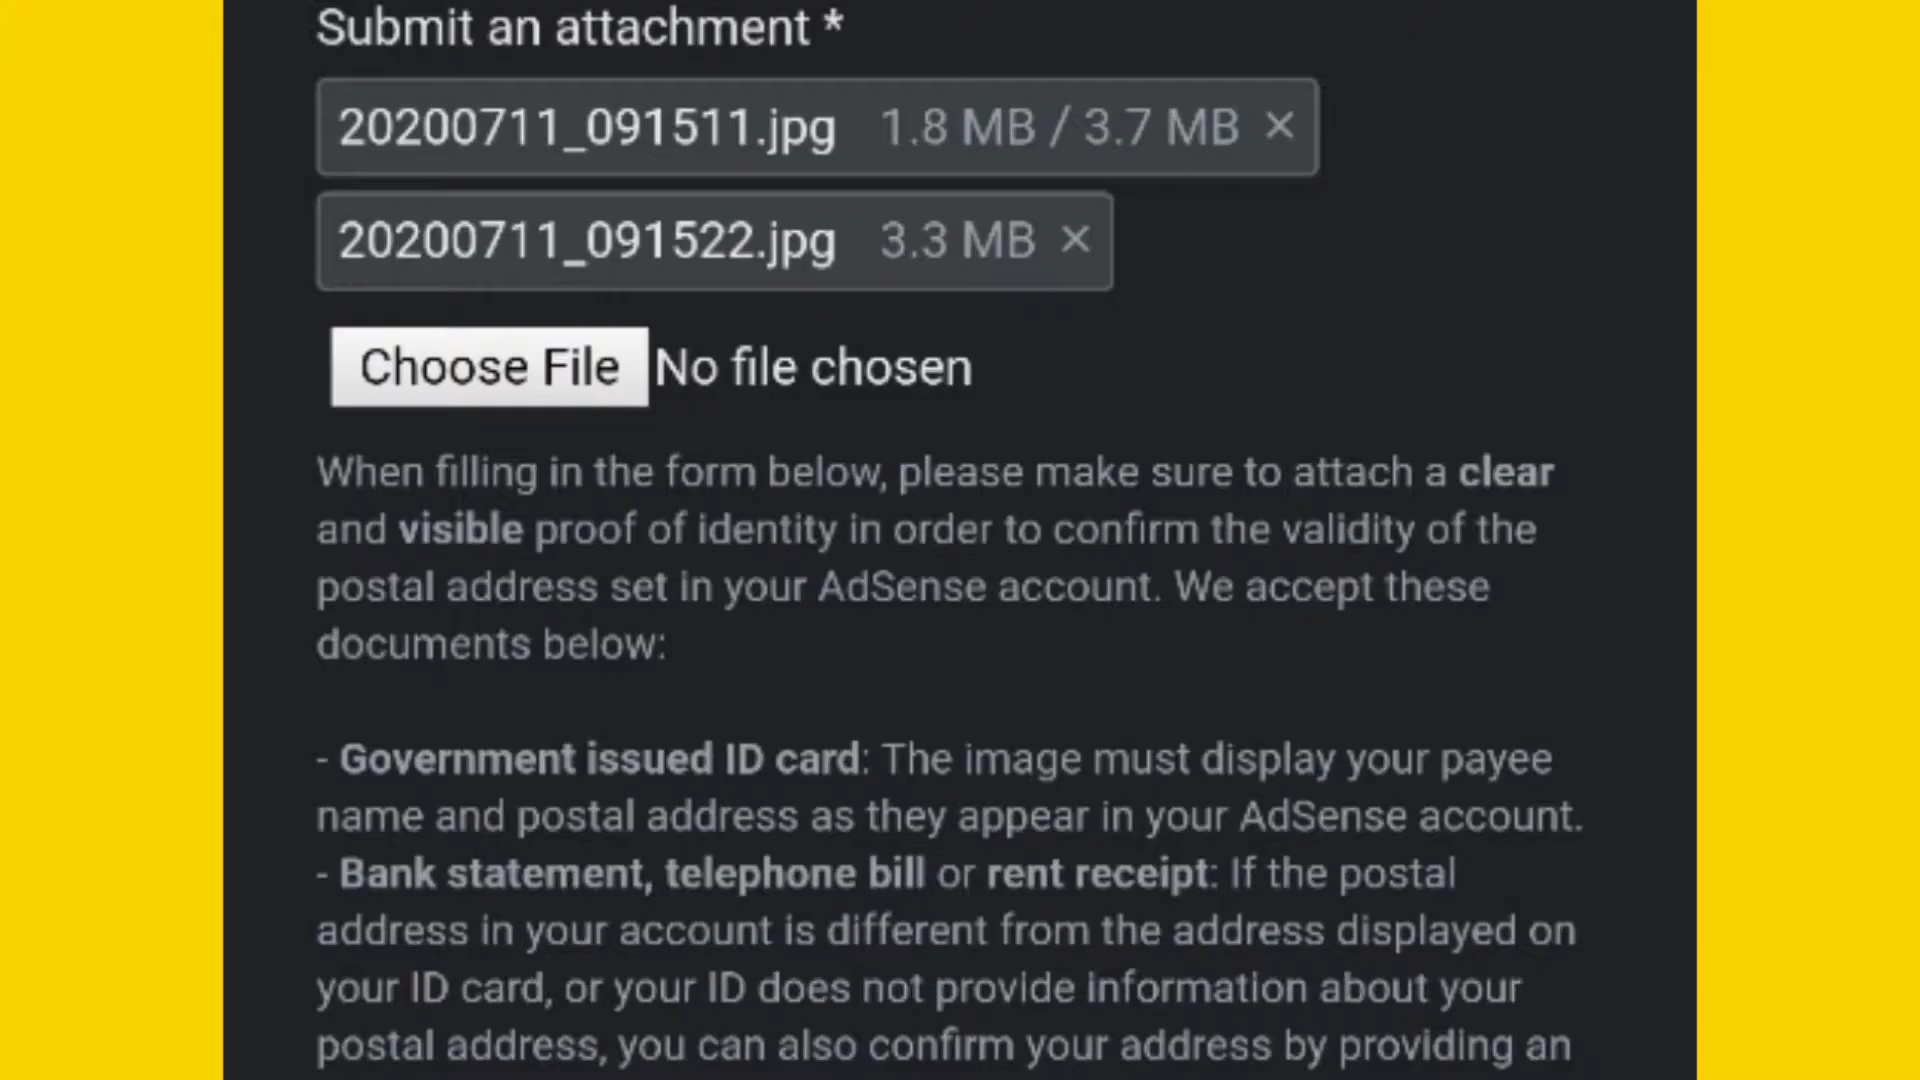 Submit an attachment *
20200711_091511.jpg 1.8 MB / 3.7 MB ×
20200711_091522.jpg 3.3 MB ×
Choose File No file chosen
When filling in the form below, please make sure to attach a clear
and visible proof of identity in order to confirm the validity of the
postal address set in your AdSense account. We accept these
documents below:
- Government issued ID card: The image must display your payee
name and postal address as they appear in your AdSense account.
- Bank statement, telephone bill or rent receipt: If the postal
address in your account is different from the address displayed on
your ID card, or your ID does not provide information about your
postal address, you can also confirm your address by providing an